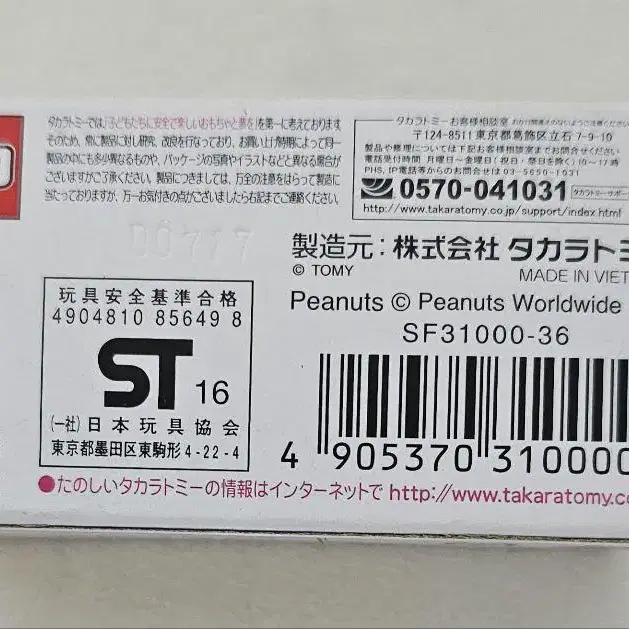 タカラトミーでは、「子どもたちに安全で楽しいおもちゃと夢を」を第一に考えております。
そのため、常に製品に対し研究、改良を行なっており、お買い上げ時期によって同一
製品の中にも多少異なるものや、パッケージの写真やイラストなどと異なる場合が
ございますがご了承ください。製品につきましては、万全の注意をはらって製造に
当たっておりますが、万一お気付きの点がございましたら右記までご連絡ください。
タカラトミーお客様相談室
〒124-8511 東京都葛飾区立石 7-9-10
製品や修理については下記お客様相談室までお問合せください
電話受付時間 月曜日〜金曜日(祝日・祭日を除く)10〜17時
PHS、IP電話等からのお問合せは 03-5650-1031
0570-041031
http://www.takaratomy.co.jp/support/index.html
00717
製造元:株式会社 タカラトミ
© TOMY
MADE IN VIET
Peanuts © Peanuts Worldwide
SF31000-36
玩具安全基準合格
4904810 85649 8
ST 16
(一社)日本玩具協会
東京都墨田区東駒形 4-22-4
4 905370 310000
●たのしいタカラトミーの情報はインターネットで http://www.takaratomy.c